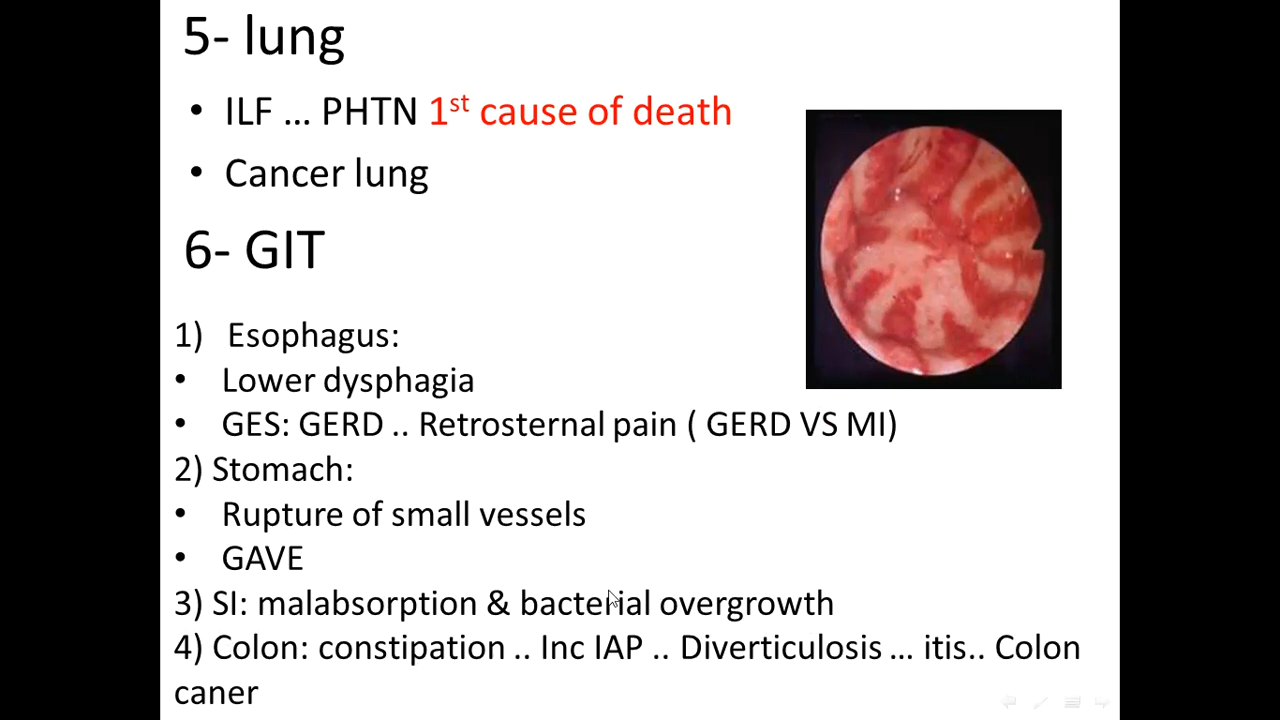 5- lung
• ILF ... PHTN 1st cause of death
• Cancer lung
6- GIT
1) Esophagus:
• Lower dysphagia
• GES: GERD .. Retrosternal pain ( GERD VS MI)
2) Stomach:
• Rupture of small vessels
• GAVE
3) SI: malabsorption & bacterial overgrowth
4) Colon: constipation .. Inc IAP .. Diverticulosis ... itis.. Colon
caner